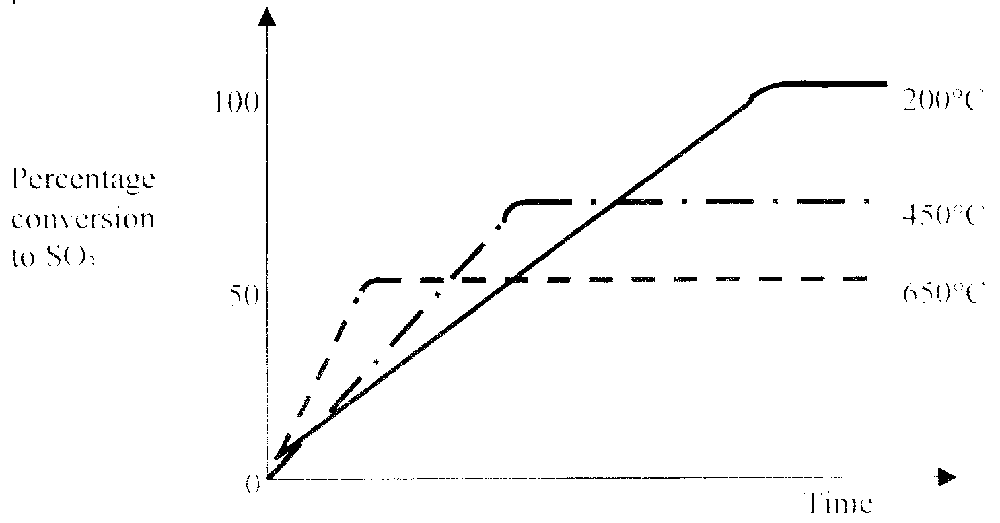 100
200°C
Percentage
conversion
to SO₃
450°C
50
650°C
0
Time